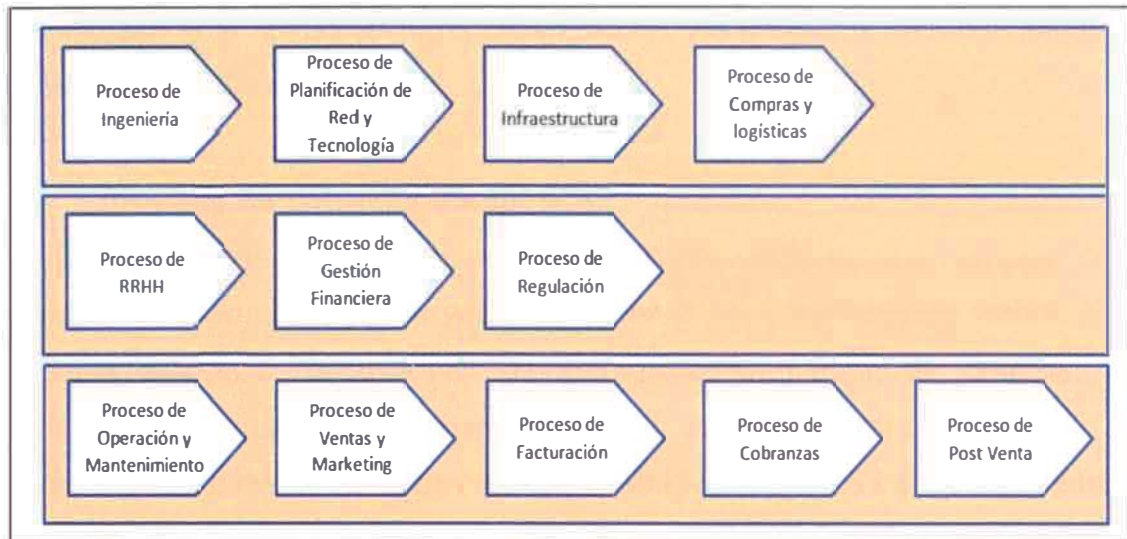 Proceso de
Ingeniería
Proceso de
Planificación de
Red y
Tecnología
Proceso de
Infraestructura
Proceso de
Compras y
logísticas
Proceso de
RRHH
Proceso de
Gestión
Financiera
Proceso de
Regulación
Proceso de
Operación y
Mantenimiento
Proceso de
Ventas y
Marketing
Proceso de
Facturación
Proceso de
Cobranzas
Proceso de
Post Venta